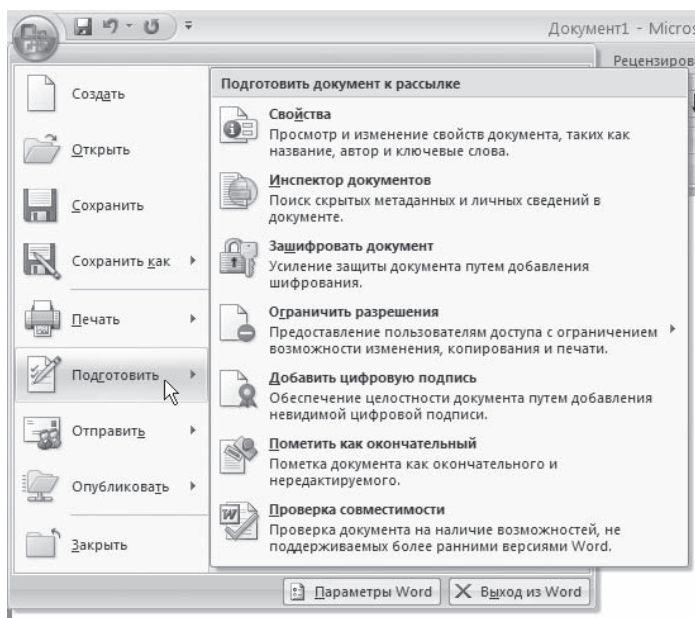 Документ1 - Micros
Рецензиров
Создать
Открыть
Сохранить
Сохранить как
Печать
Подготовить
Отправить
Опубликовать
Закрыть
Подготовить документ к рассылке
Свойства
Просмотр и изменение свойств документа, таких как
название, автор и ключевые слова.
Инспектор документов
Поиск скрытых метаданных и личных сведений в
документе.
Зашифровать документ
Усиление защиты документа путем добавления
шифрования.
Ограничить разрешения
Предоставление пользователям доступа с ограничением
возможности изменения, копирования и печати.
Добавить цифровую подпись
Обеспечение целостности документа путем добавления
невидимой цифровой подписи.
Пометить как окончательный
Пометка документа как окончательного и
нередактируемого.
Проверка совместимости
Проверка документа на наличие возможностей, не
поддерживаемых более ранними версиями Word.
Параметры Word
Выход из Word